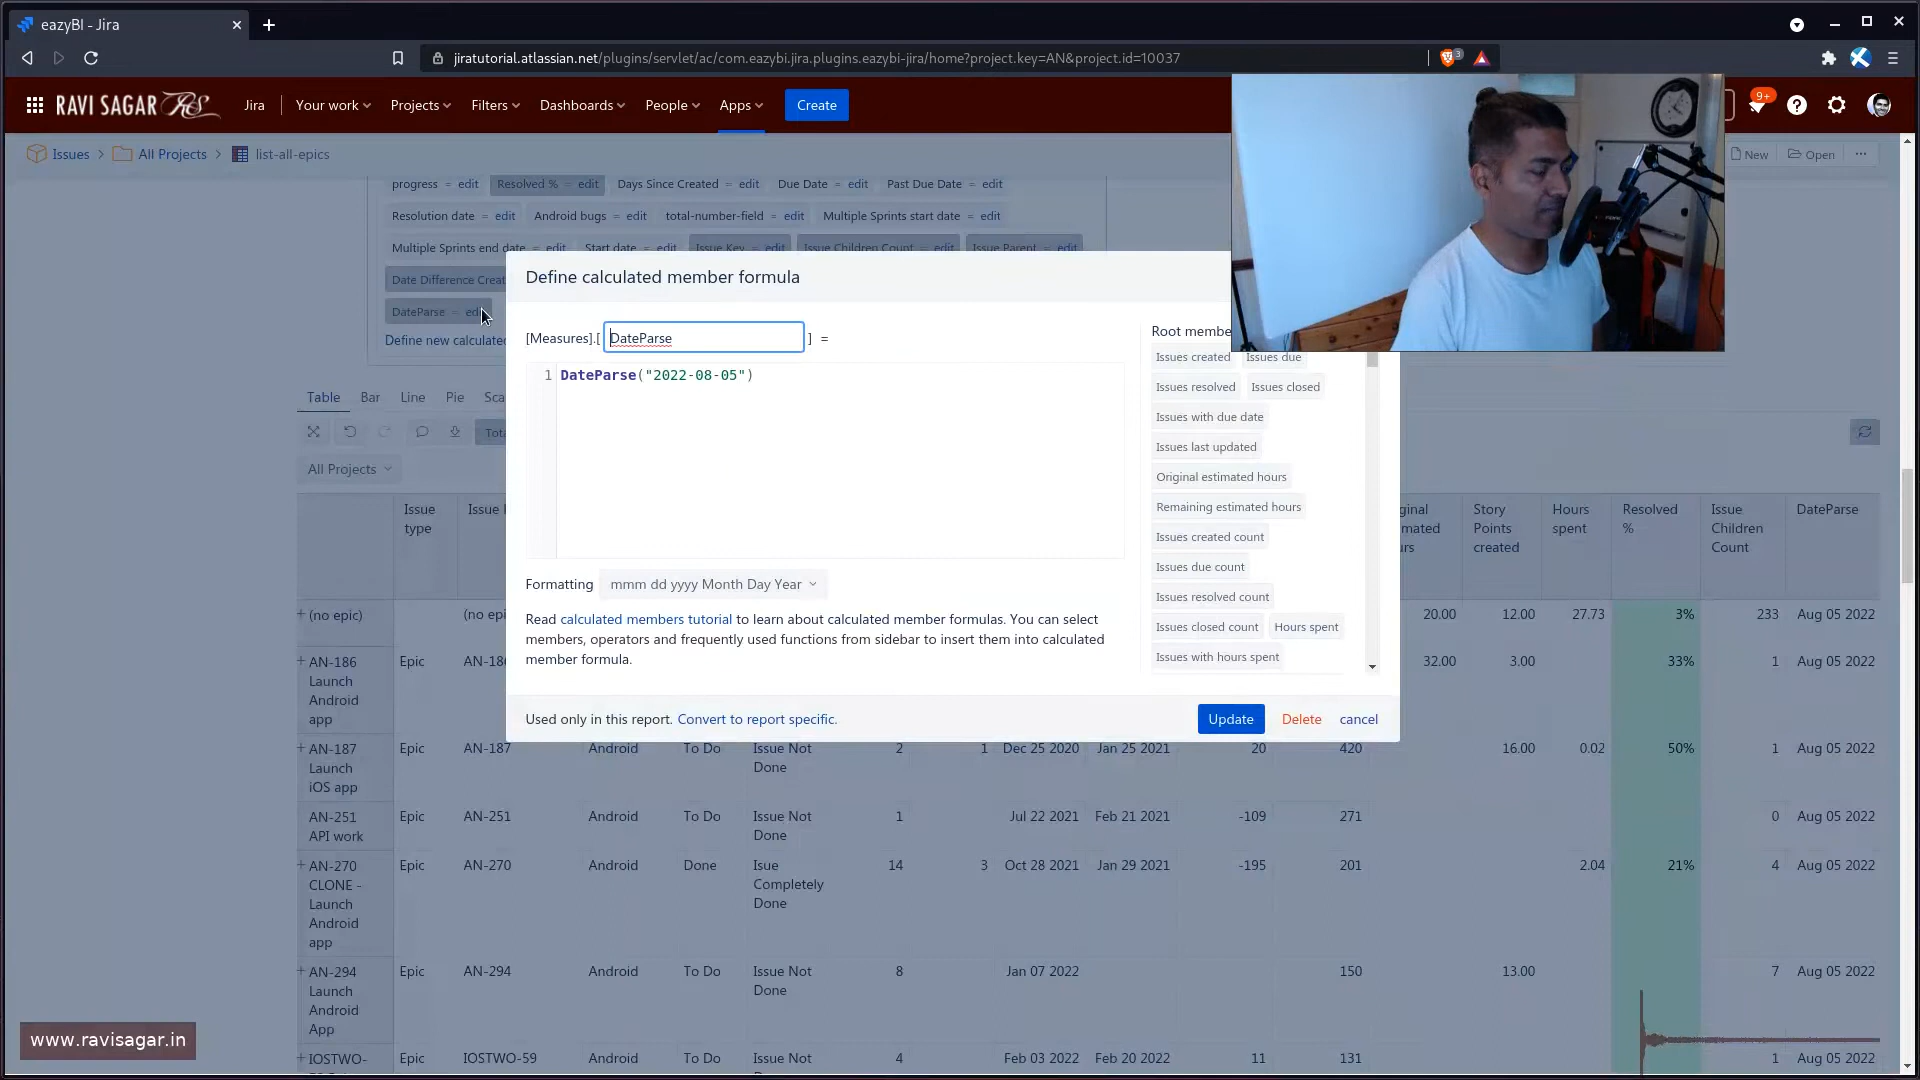 eazyBI - Jira
jiratutorial.atlassian.net/plugins/servlet/ac/com.eazybi.jira.plugins.eazybi-jira/home?project.key=AN&project.id=10037
3
RAVI SAGAR RS
Jira
Your work
Projects
Filters
Dashboards
People
Apps
Create
9+
Issues
All Projects
list-all-epics
New
Open
progress = edit
Resolved % = edit
Days Since Created = edit
Due Date = edit
Past Due Date = edit
Resolution date = edit
Android bugs = edit
total-number-field = edit
Multiple Sprints start date = edit
Multiple Sprints end date = edit
Start date = edit
Issue Key = edit
Issue Children Count = edit
Issue Parent = edit
Date Difference Creat
DateParse = edit
Define new calculated
Define calculated member formula
[Measures].[ DateParse ] =
1 DateParse("2022-08-05")
Formatting mmm dd yyyy Month Day Year
Read calculated members tutorial to learn about calculated member formulas. You can select
members, operators and frequently used functions from sidebar to insert them into calculated
member formula.
Root membe
Issues created
Issues due
Issues resolved
Issues closed
Issues with due date
Issues last updated
Original estimated hours
Remaining estimated hours
Issues created count
Issues due count
Issues resolved count
Issues closed count
Hours spent
Issues with hours spent
Used only in this report. Convert to report specific.
Update
Delete
cancel
Table
Bar
Line
Pie
Sca
Tota
All Projects
Issue
type
Issue
ginal
mated
urs
Story
Points
created
Hours
spent
Resolved
%
Issue
Children
Count
DateParse
+ (no epic) (no epi 20.00 12.00 27.73 3% 233 Aug 05 2022
+ AN-186 Epic AN-186 32.00 3.00 33% 1 Aug 05 2022
Launch
Android
app
+ AN-187 Epic AN-187 Android To Do Issue Not 2 1 Dec 25 2020 Jan 25 2021 20 420 16.00 0.02 50% 1 Aug 05 2022
Launch Done
iOS app
AN-251 Epic AN-251 Android To Do Issue Not 1 Jul 22 2021 Feb 21 2021 -109 271 0 Aug 05 2022
API work Done
+ AN-270 Epic AN-270 Android Done Isue 14 3 Oct 28 2021 Jan 29 2021 -195 201 2.04 21% 4 Aug 05 2022
CLONE - Completely
Launch Done
Android
app
+ AN-294 Epic AN-294 Android To Do Issue Not 8 Jan 07 2022 150 13.00 7 Aug 05 2022
Launch Done
Android
App
+ IOSTWO- Epic IOSTWO-59 Android To Do Issue Not 4 Feb 03 2022 Feb 20 2022 11 131 1 Aug 05 2022
www.ravisagar.in